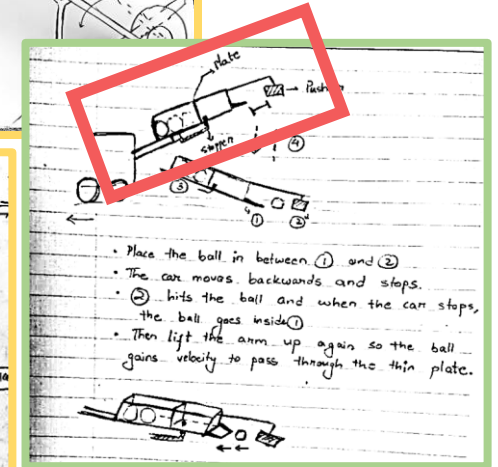 plate
stopper
④
③
①
②
• Place the ball in between ① and ②
• The car moves backwards and stops.
• ② hits the ball and when the car stops,
the ball goes inside ①
• Then lift the arm up again so the ball
gains velocity to pass through the thin plate.